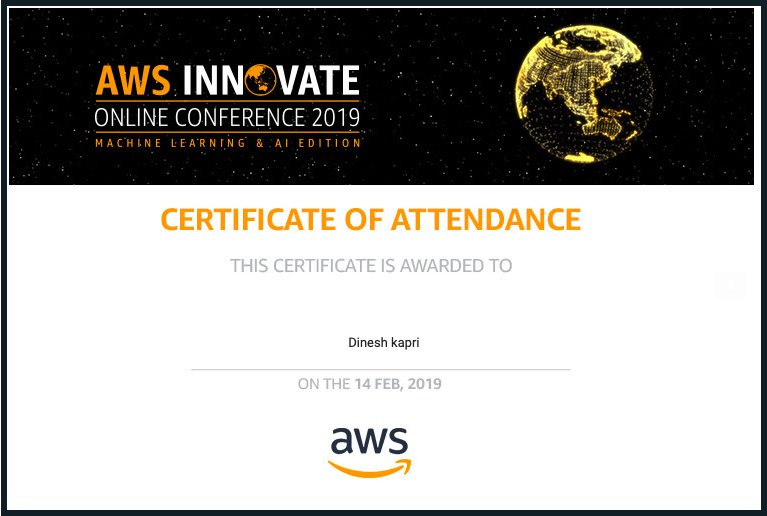 AWS INNOVATE
ONLINE CONFERENCE 2019
MACHINE LEARNING & AI EDITION
CERTIFICATE OF ATTENDANCE
THIS CERTIFICATE IS AWARDED TO
Dinesh kapri
ON THE 14 FEB, 2019
aws